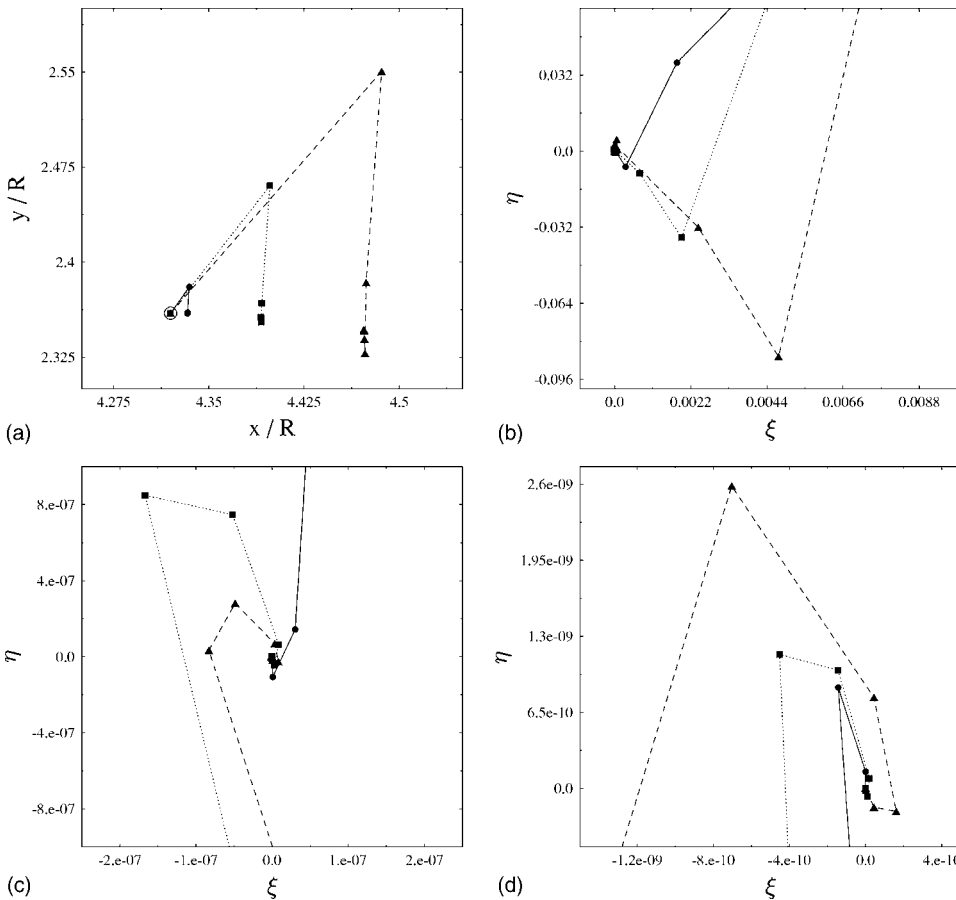 y / R
2.55
2.475
2.4
2.325
4.275
4.35
4.425
4.5
x / R
(a)
η
0.032
0.0
-0.032
-0.064
-0.096
0.0
0.0022
0.0044
0.0066
0.0088
ξ
(b)
η
8.e-07
4.e-07
0.0
-4.e-07
-8.e-07
-2.e-07
-1.e-07
0.0
1.e-07
2.e-07
ξ
(c)
η
2.6e-09
1.95e-09
1.3e-09
6.5e-10
0.0
-1.2e-09
-8.e-10
-4.e-10
0.0
4.e-10
ξ
(d)